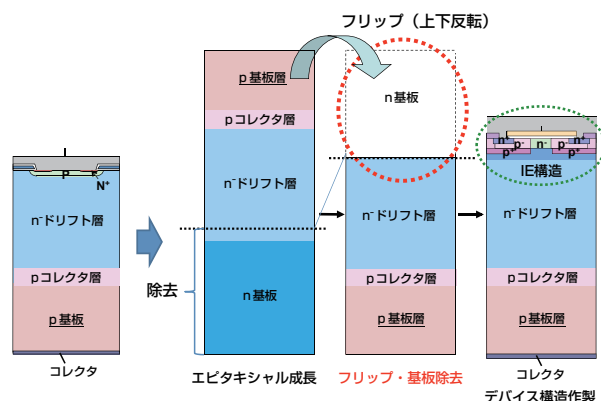 フリップ（上下反転）
p基板層
pコレクタ層
n⁻ドリフト層
n基板
除去
エピタキシャル成長
n基板
n⁻ドリフト層
pコレクタ層
p基板層
フリップ・基板除去
P
N⁺
n⁻ドリフト層
pコレクタ層
p基板
コレクタ
n⁺ p⁻ n⁻ p⁻ n⁺
p⁺ p⁺
IE構造
n⁻ドリフト層
pコレクタ層
p基板層
コレクタ
デバイス構造作製